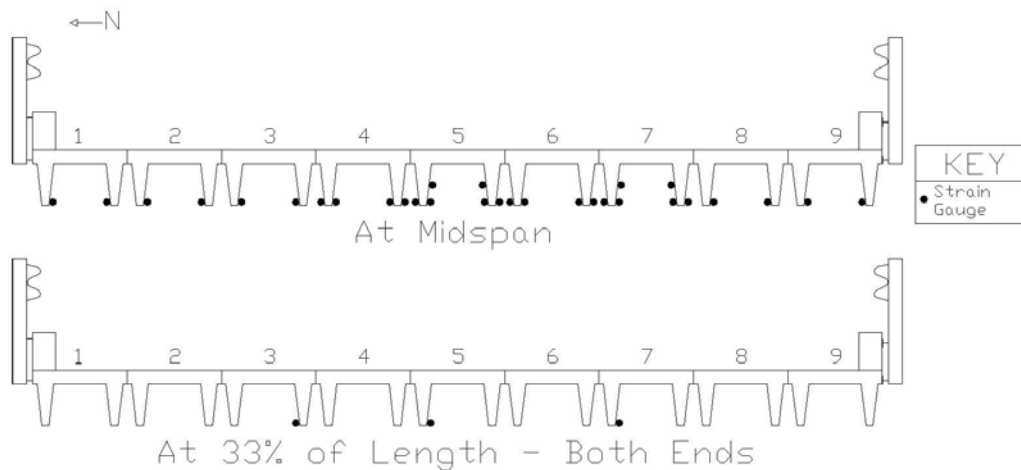 N
1 2 3 4 5 6 7 8 9
KEY
Strain
Gauge
At Midspan
1 2 3 4 5 6 7 8 9
At 33% of Length - Both Ends